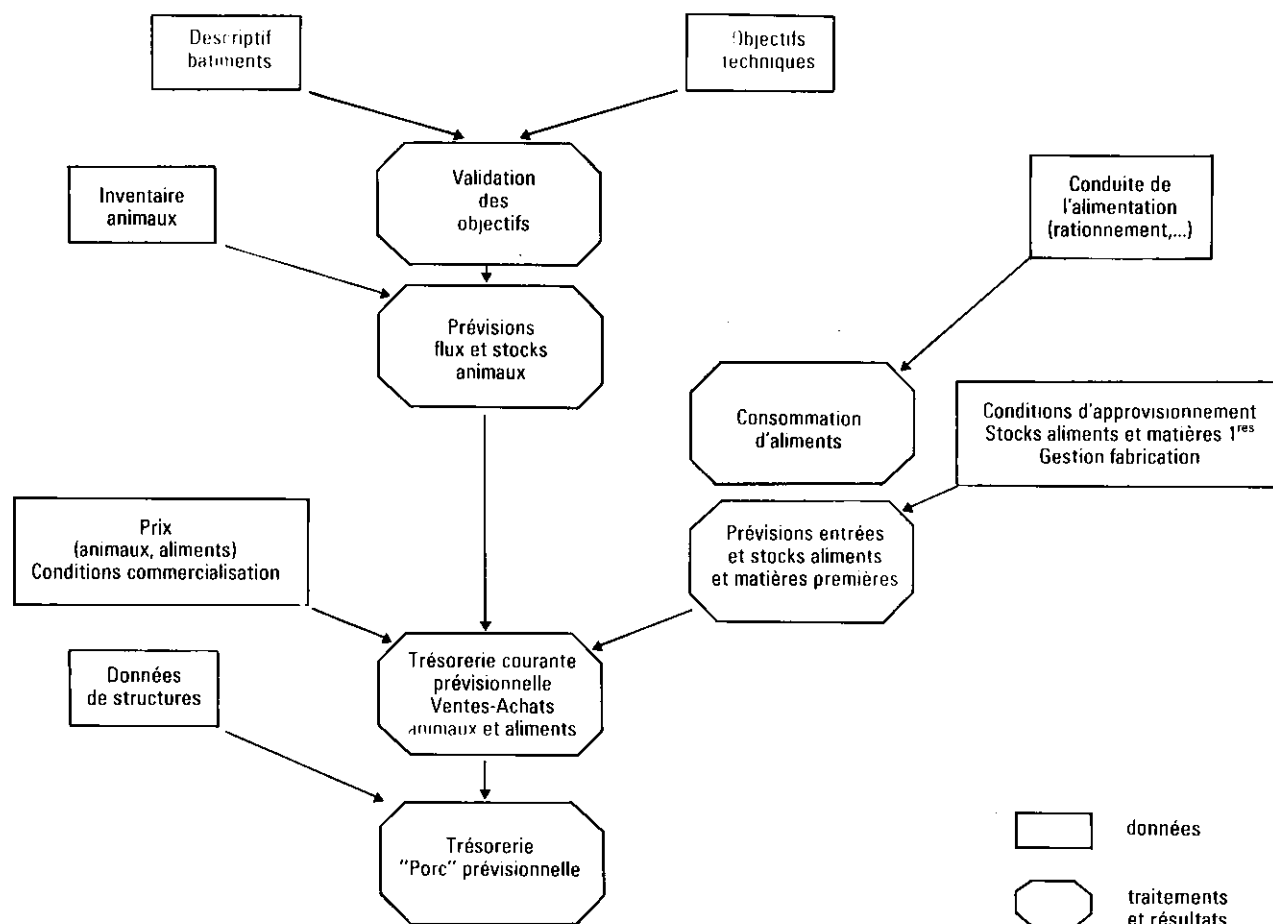 Descriptif
batiments
Objectifs
techniques
Validation
des
objectifs
Inventaire
animaux
Conduite de
l'alimentation
(rationnement,...)
Prévisions
flux et stocks
animaux
Consommation
d'aliments
Conditions d'approvisionnement
Stocks aliments et matières 1res
Gestion fabrication
Prix
(animaux, aliments)
Conditions commercialisation
Prévisions entrées
et stocks aliments
et matières premières
Trésorerie courante
prévisionnelle
Ventes-Achats
animaux et aliments
Données
de structures
Trésorerie
"Porc" prévisionnelle
données
traitements
et résultats